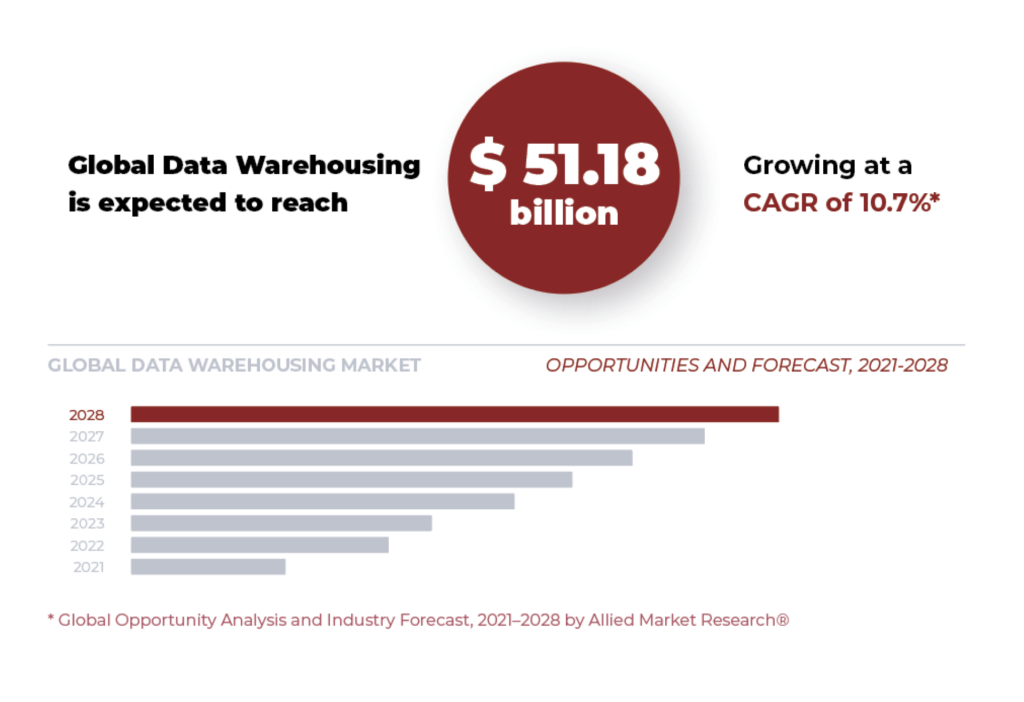 Global Data Warehousing
is expected to reach
$ 51.18
billion
Growing at a
CAGR of 10.7%*
GLOBAL DATA WAREHOUSING MARKET
OPPORTUNITIES AND FORECAST, 2021-2028
2028
2027
2026
2025
2024
2023
2022
2021
* Global Opportunity Analysis and Industry Forecast, 2021–2028 by Allied Market Research®